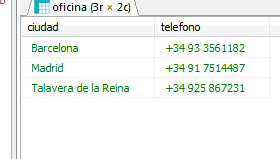 oficina (3r × 2c)
ciudad telefono
Barcelona +34 93 3561182
Madrid +34 91 7514487
Talavera de la Reina +34 925 867231